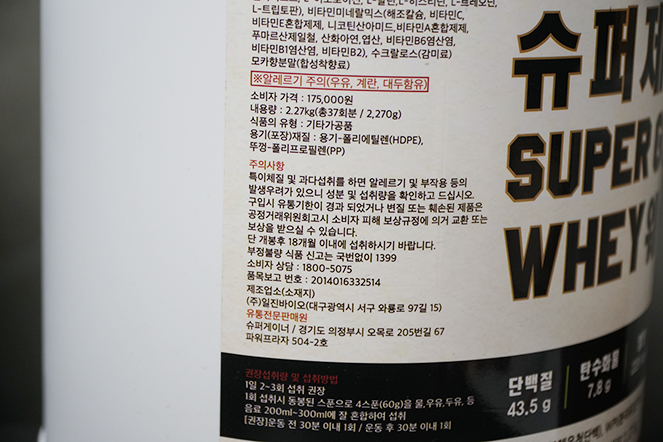 L-트립토판), 비타민미네랄믹스(해조칼슘, 비타민C,
비타민E혼합제제, 니코틴산아미드, 비타민A혼합제제,
푸마르산제일철, 산화아연, 엽산, 비타민B6염산염,
비타민B1염산염, 비타민B2), 수크랄로스(감미료)
모카향분말(합성착향료)
※알레르기 주의(우유, 계란, 대두함유)
소비자 가격 : 175,000원
내용량 : 2.27kg(총37회분 / 2,270g)
식품의 유형 : 기타가공품
용기(포장)재질 : 용기-폴리에틸렌(HDPE),
뚜껑-폴리프로필렌(PP)
주의사항
특이체질 및 과다섭취를 하면 알레르기 및 부작용 등의
발생우려가 있으니 성분 및 섭취량을 확인하고 드십시오.
구입시 유통기한이 경과 되었거나 변질 또는 훼손된 제품은
공정거래위원회고시 소비자 피해 보상규정에 의거 교환 또는
보상을 받으실 수 있습니다.
단 개봉후 18개월 이내에 섭취하시기 바랍니다.
부정불량 식품 신고는 국번없이 1399
소비자 상담 : 1800-5075
품목보고 번호 : 2014016332514
제조업소(소재지)
(주)일진바이오(대구광역시 서구 와룡로 97길 15)
유통전문판매원
슈퍼게이너 / 경기도 의정부시 오목로 205번길 67
파워프라자 504-2호
권장섭취량 및 섭취방법
1일 2~3회 섭취 권장
1회 섭취시 동봉된 스푼으로 4스푼(60g)을 물,우유,두유, 등
음료 200ml~300ml에 잘 혼합하여 섭취
[권장]운동 전 30분 이내 1회 / 운동 후 30분 이내 1회
슈퍼
SUPER
WHEY
단백질
43.5 g
탄수화물
7.8 g